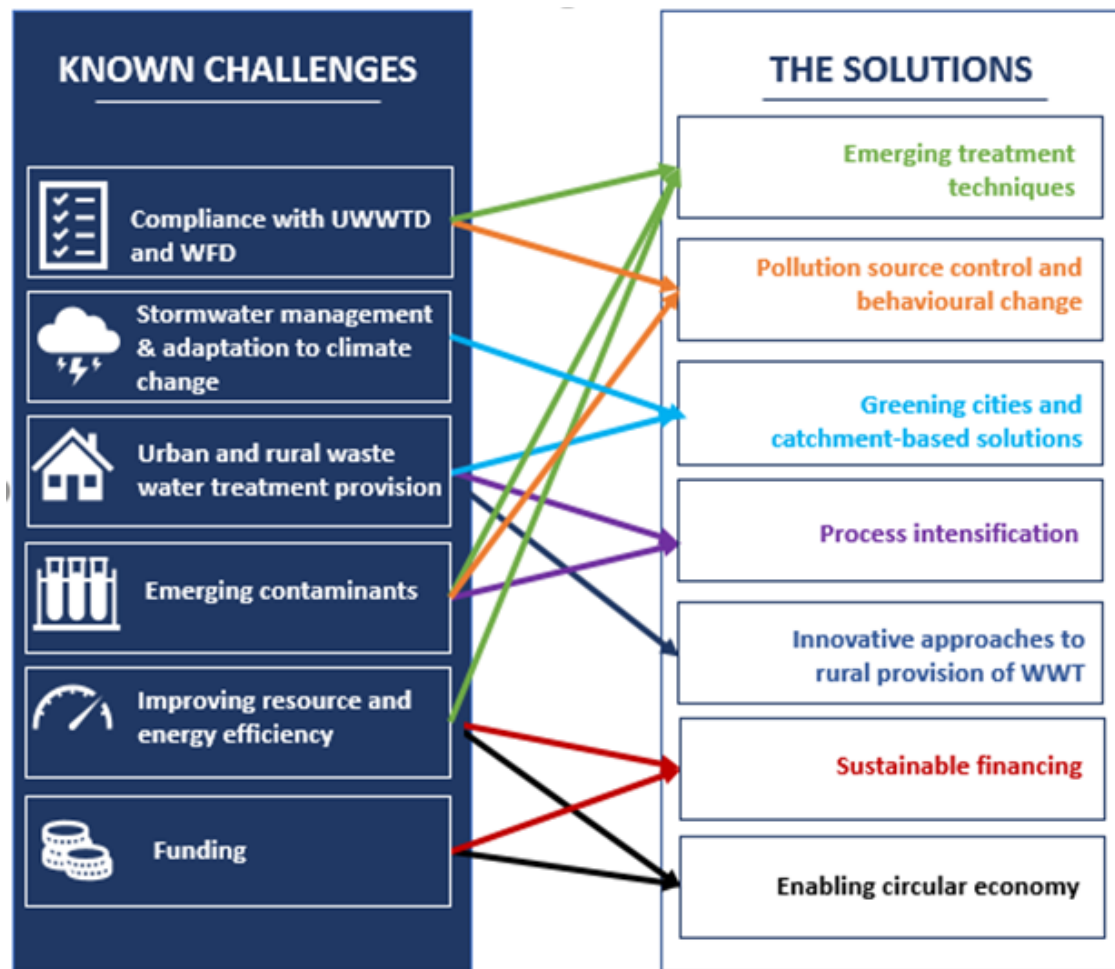 KNOWN CHALLENGES
Compliance with UWWTD
and WFD
Stormwater management
& adaptation to climate
change
Urban and rural waste
water treatment provision
Emerging contaminants
Improving resource and
energy efficiency
Funding
THE SOLUTIONS
Emerging treatment
techniques
Pollution source control and
behavioural change
Greening cities and
catchment-based solutions
Process intensification
Innovative approaches to
rural provision of WWT
Sustainable financing
Enabling circular economy